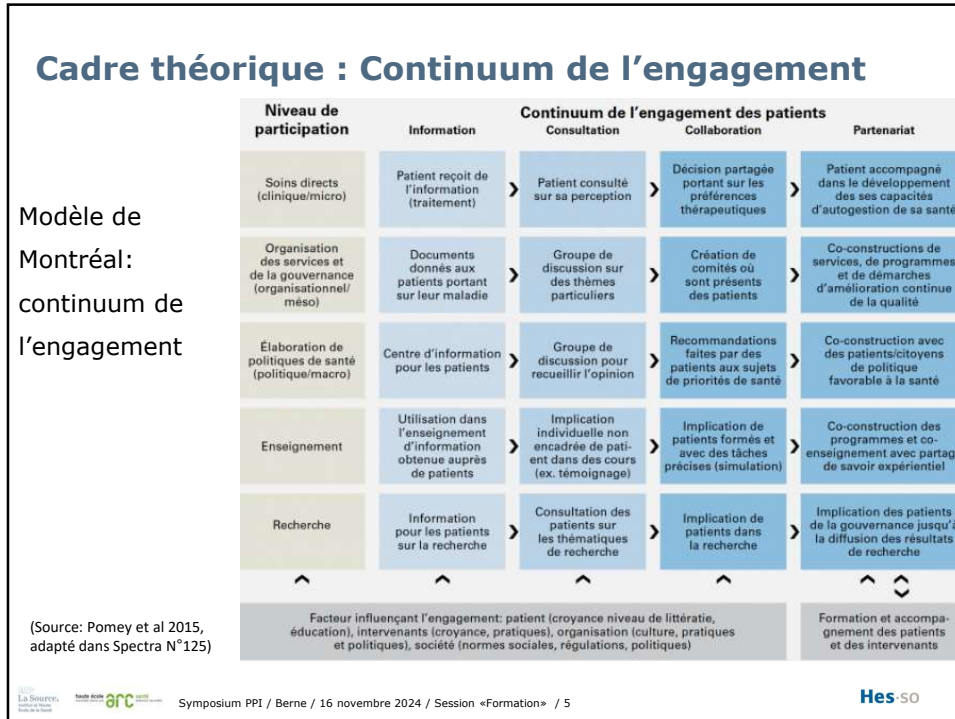 Cadre théorique : Continuum de l'engagement
Modèle de
Montréal:
continuum de
l'engagement
(Source: Pomey et al 2015,
adapté dans Spectra N°125)
Niveau de
participation
Continuum de l'engagement des patients
Information
Consultation
Collaboration
Partenariat
Soins directs
(clinique/micro)
Patient reçoit de
l'information
(traitement)
Patient consulté
sur sa perception
Décision partagée
portant sur les
préférences
thérapeutiques
Patient accompagné
dans le développement
des ses capacités
d'autogestion de sa santé
Organisation
des services et
de la gouvernance
(organisationnel/
méso)
Documents
donnés aux
patients portant
sur leur maladie
Groupe de
discussion sur
des thèmes
particuliers
Création de
comités où
sont présents
des patients
Co-constructions de
services, de programmes
et de démarches
d'amélioration continue
de la qualité
Élaboration de
politiques de santé
(politique/macro)
Centre d'information
pour les patients
Groupe de
discussion pour
recueillir l'opinion
Recommandations
faites par des
patients aux sujets
de priorités de santé
Co-construction avec
des patients/citoyens
de politique
favorable à la santé
Enseignement
Utilisation dans
l'enseignement
d'information
obtenue auprès
de patients
Implication
individuelle non
encadrée de pati-
ent dans des cours
(ex. témoignage)
Implication de
patients formés et
avec des tâches
précises (simulation)
Co-construction des
programmes et co-
enseignement avec partag
de savoir expérientiel
Recherche
Information
pour les patients
sur la recherche
Consultation des
patients sur
les thématiques
de recherche
Implication de
patients dans
la recherche
Implication des patients
de la gouvernance jusqu'à
la diffusion des résultats
de recherche
Facteur influençant l'engagement: patient (croyance niveau de littératie,
éducation), intervenants (croyance, pratiques), organisation (culture, pratiques
et politiques), société (normes sociales, régulations, politiques)
Formation et accompa-
gnement des patients
et des intervenants
La Source.
haute école arc santé
Symposium PPI / Berne / 16 novembre 2024 / Session «Formation» / 5
Hes·so